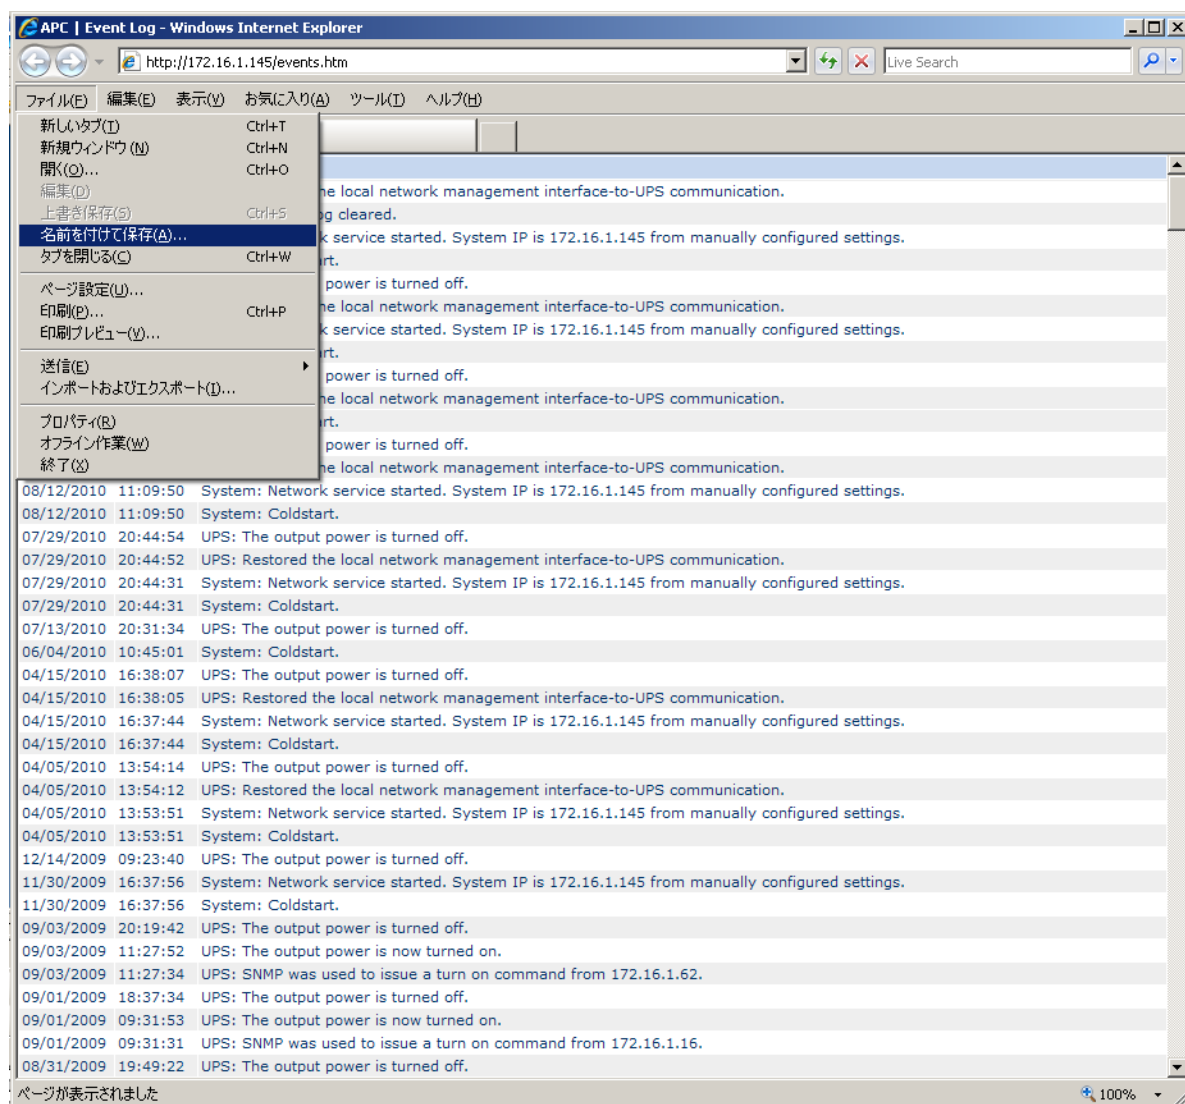 APC | Event Log - Windows Internet Explorer
http://172.16.1.145/events.htm
Live Search
ファイル(F) 編集(E) 表示(V) お気に入り(A) ツール(T) ヘルプ(H)
新しいタブ(T) Ctrl+T
新規ウィンドウ(N) Ctrl+N
開く(O)... Ctrl+O
編集(D)
上書き保存(S) Ctrl+S
名前を付けて保存(A)...
タブを閉じる(C) Ctrl+W
ページ設定(U)...
印刷(P)... Ctrl+P
印刷プレビュー(V)...
送信(E)
インポートおよびエクスポート(I)...
プロパティ(R)
オフライン作業(W)
終了(X)
local network management interface-to-UPS communication.
cleared.
service started. System IP is 172.16.1.145 from manually configured settings.
power is turned off.
local network management interface-to-UPS communication.
service started. System IP is 172.16.1.145 from manually configured settings.
power is turned off.
local network management interface-to-UPS communication.
power is turned off.
local network management interface-to-UPS communication.
08/12/2010 11:09:50 System: Network service started. System IP is 172.16.1.145 from manually configured settings.
08/12/2010 11:09:50 System: Coldstart.
07/29/2010 20:44:54 UPS: The output power is turned off.
07/29/2010 20:44:52 UPS: Restored the local network management interface-to-UPS communication.
07/29/2010 20:44:31 System: Network service started. System IP is 172.16.1.145 from manually configured settings.
07/29/2010 20:44:31 System: Coldstart.
07/13/2010 20:31:34 UPS: The output power is turned off.
06/04/2010 10:45:01 System: Coldstart.
04/15/2010 16:38:07 UPS: The output power is turned off.
04/15/2010 16:38:05 UPS: Restored the local network management interface-to-UPS communication.
04/15/2010 16:37:44 System: Network service started. System IP is 172.16.1.145 from manually configured settings.
04/15/2010 16:37:44 System: Coldstart.
04/05/2010 13:54:14 UPS: The output power is turned off.
04/05/2010 13:54:12 UPS: Restored the local network management interface-to-UPS communication.
04/05/2010 13:53:51 System: Network service started. System IP is 172.16.1.145 from manually configured settings.
04/05/2010 13:53:51 System: Coldstart.
12/14/2009 09:23:40 UPS: The output power is turned off.
11/30/2009 16:37:56 System: Network service started. System IP is 172.16.1.145 from manually configured settings.
11/30/2009 16:37:56 System: Coldstart.
09/03/2009 20:19:42 UPS: The output power is turned off.
09/03/2009 11:27:52 UPS: The output power is now turned on.
09/03/2009 11:27:34 UPS: SNMP was used to issue a turn on command from 172.16.1.62.
09/01/2009 18:37:34 UPS: The output power is turned off.
09/01/2009 09:31:53 UPS: The output power is now turned on.
09/01/2009 09:31:31 UPS: SNMP was used to issue a turn on command from 172.16.1.16.
08/31/2009 19:49:22 UPS: The output power is turned off.
ページが表示されました 100%